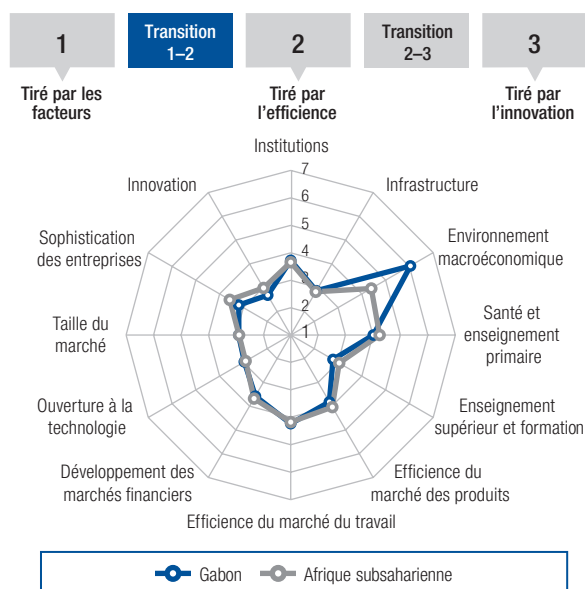 1
Transition
1–2
2
Transition
2–3
3
Tiré par les
facteurs
Tiré par
l'efficience
Tiré par
l'innovation
Institutions
7
6
5
4
3
2
1
Infrastructure
Environnement
macroéconomique
Santé et
enseignement
primaire
Enseignement
supérieur et formation
Efficience du
marché des produits
Efficience du marché du travail
Développement des
marchés financiers
Ouverture à la
technologie
Taille du
marché
Sophistication
des entreprises
Innovation
Gabon
Afrique subsaharienne